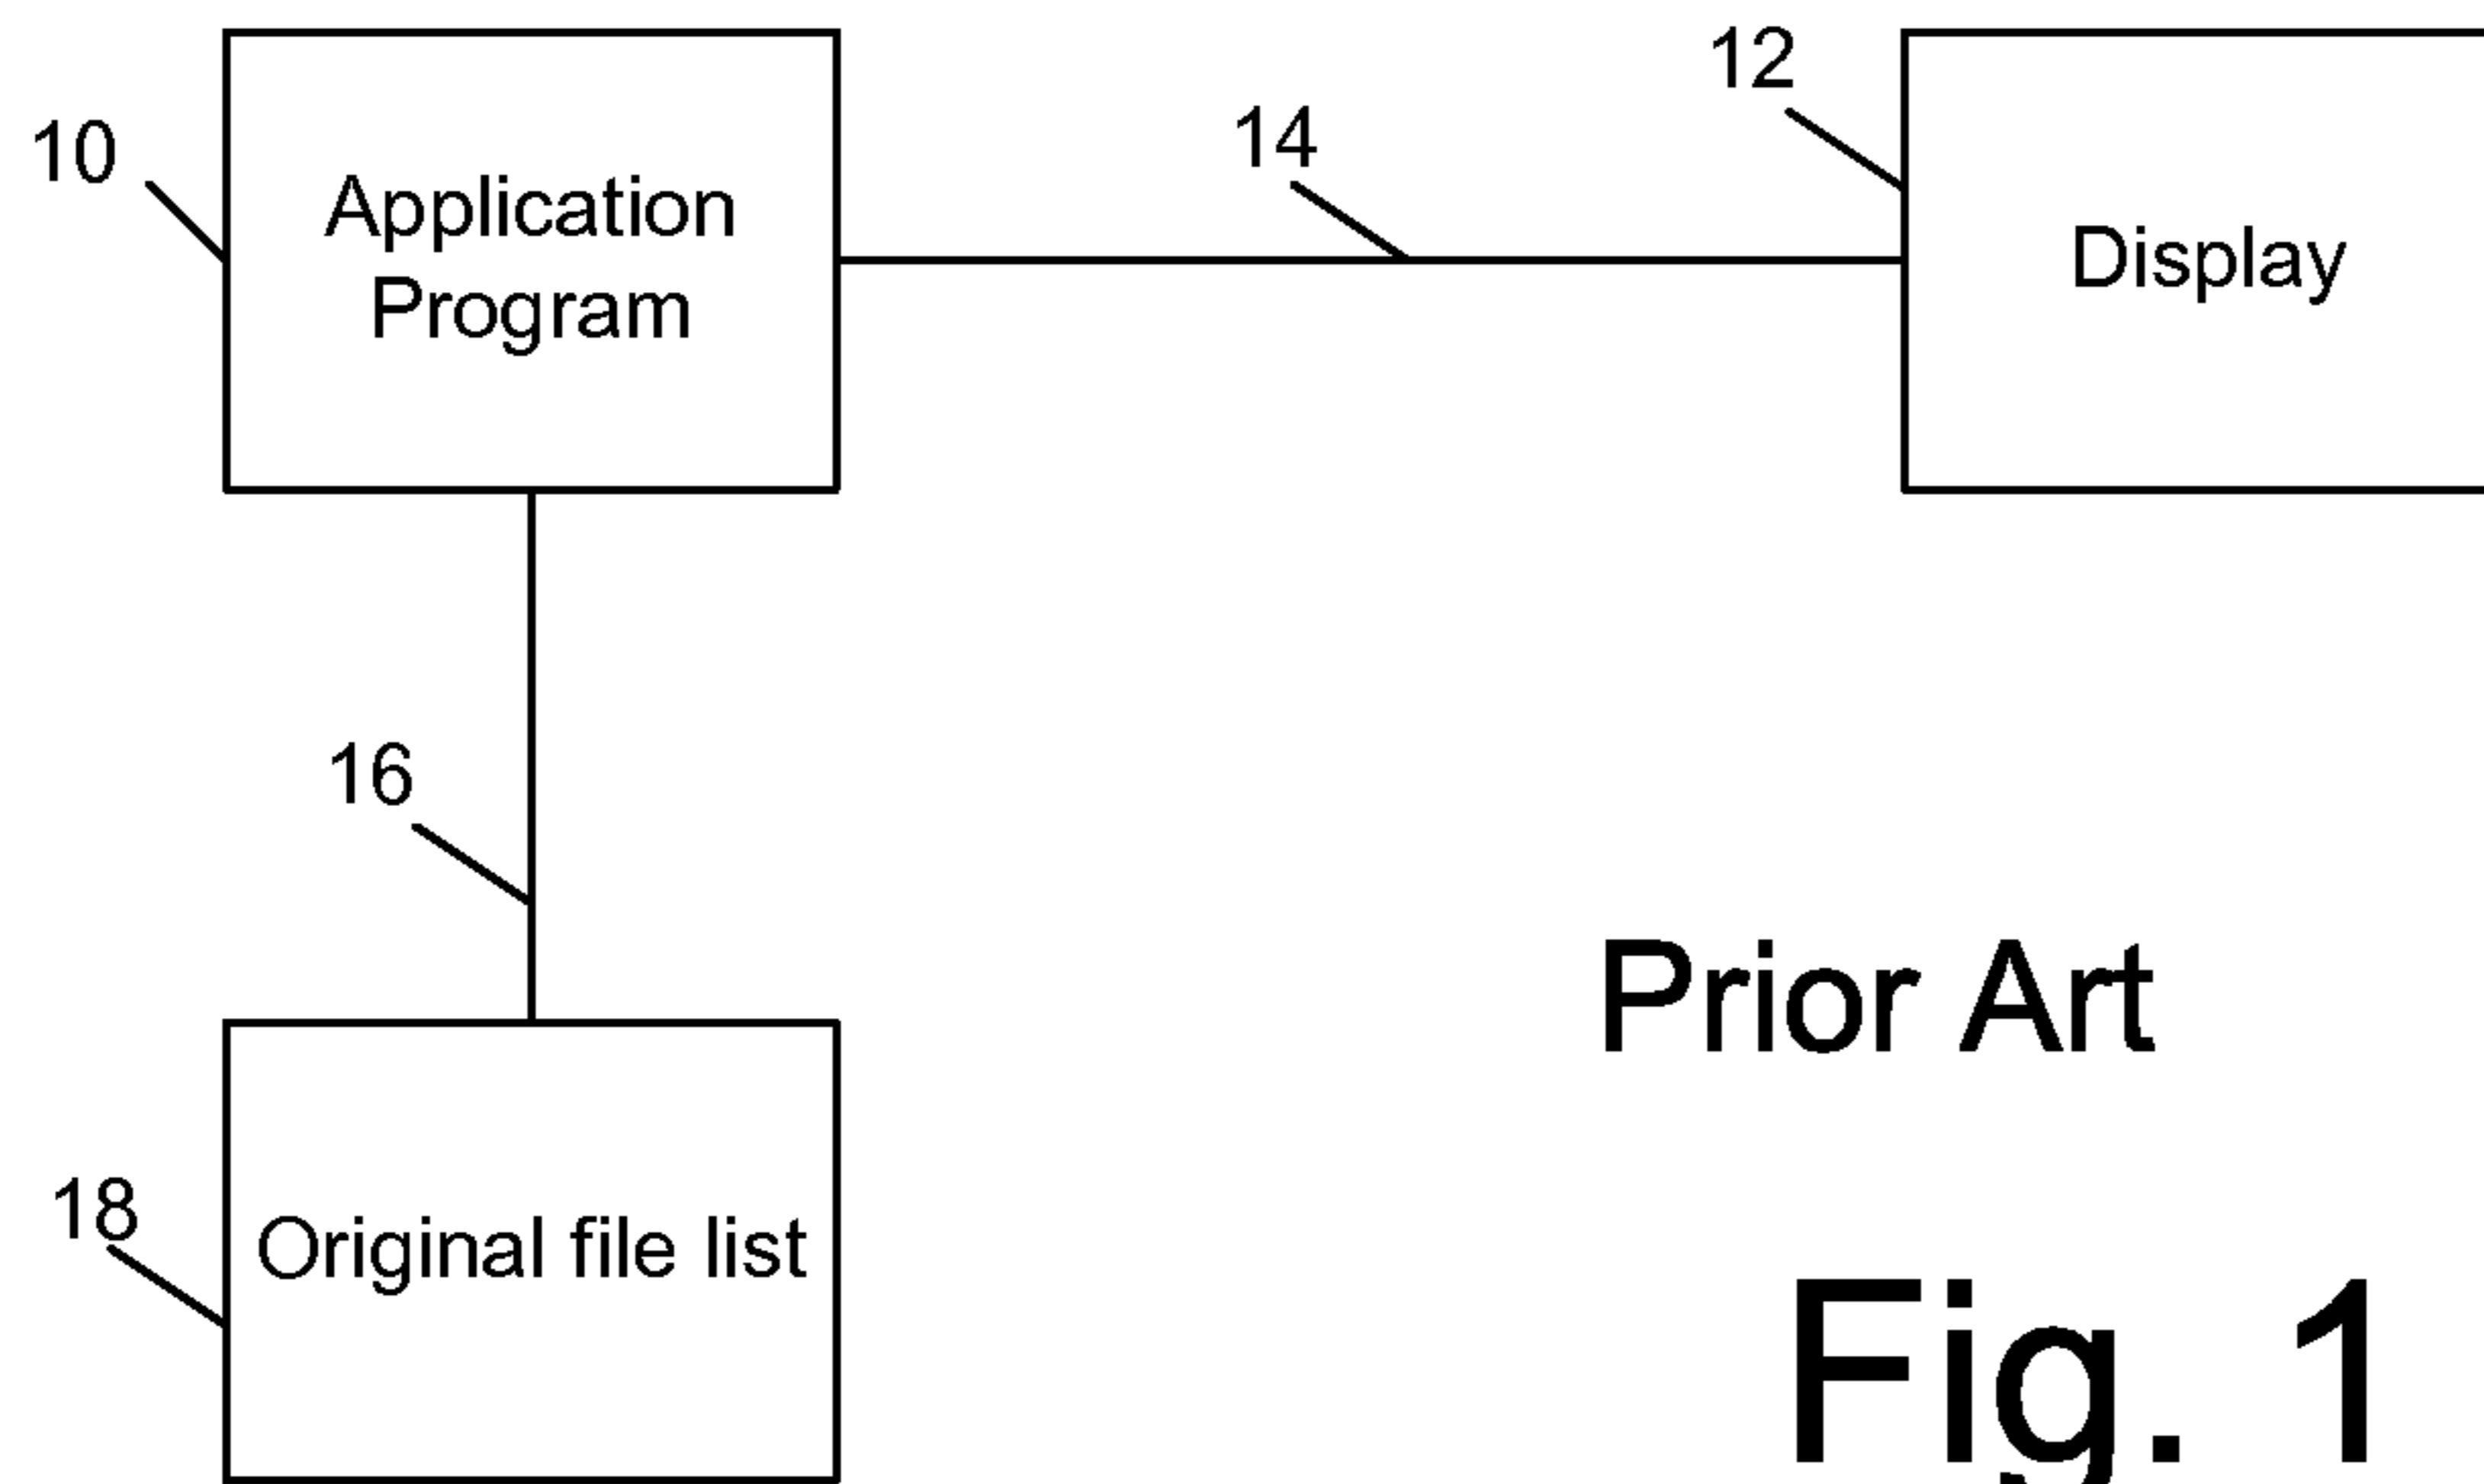 12
14
10
Application
Program
Display
16
Prior Art
18
Original file list
Fig. 1